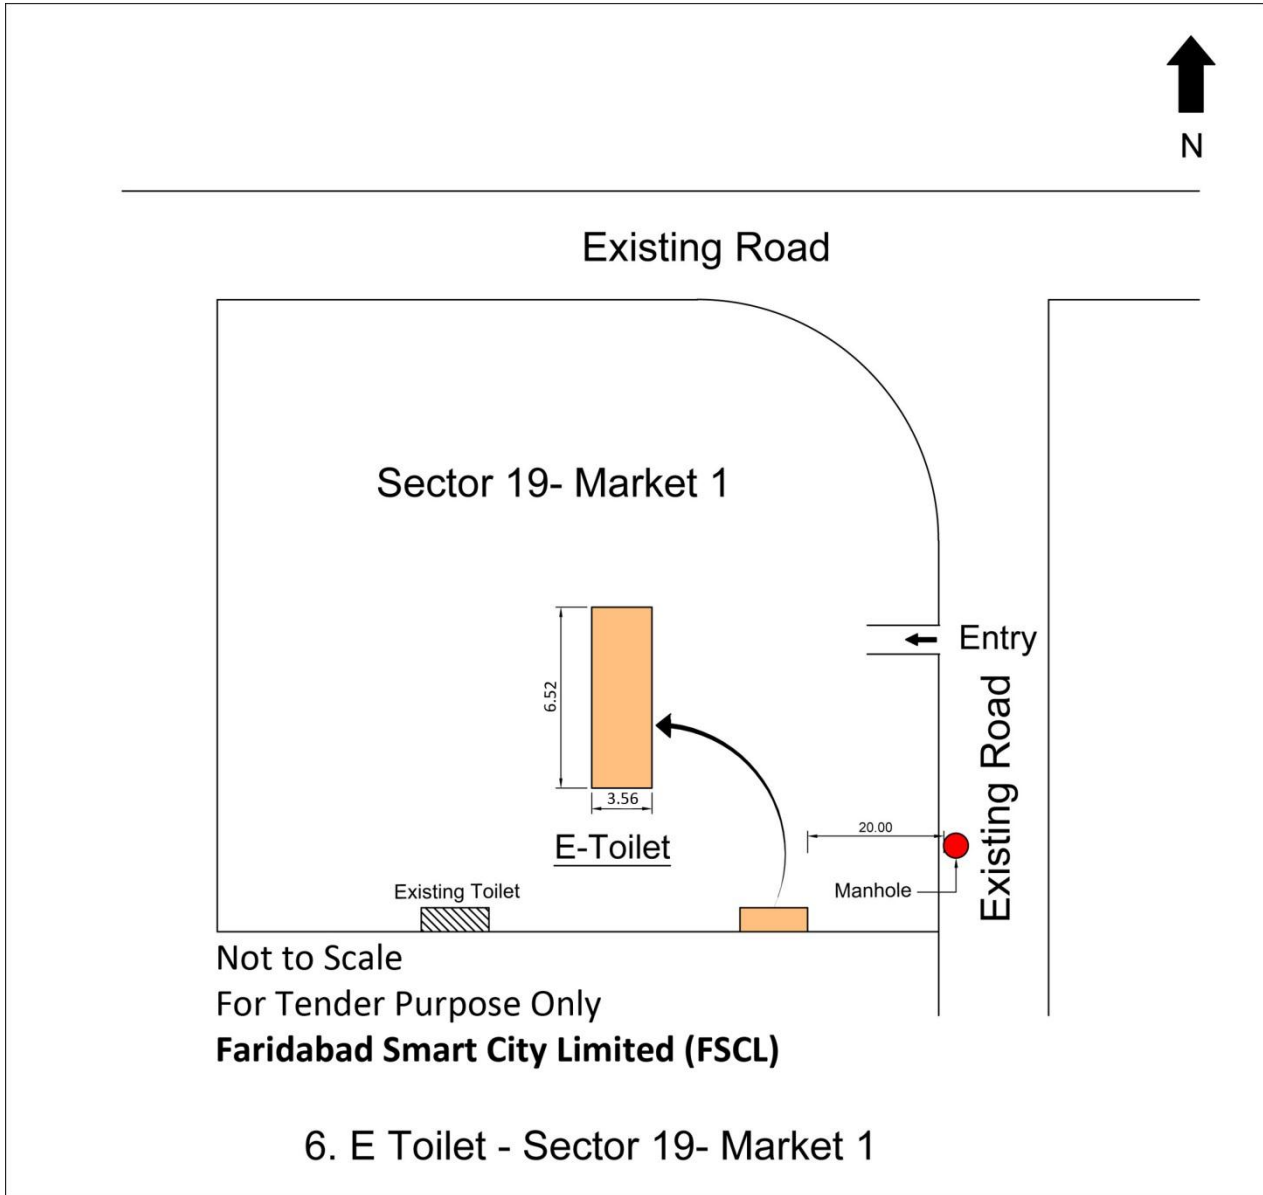 N
Existing Road
Sector 19- Market 1
Entry
Existing Road
6.52
3.56
E-Toilet
20.00
Manhole
Existing Toilet
Not to Scale
For Tender Purpose Only
Faridabad Smart City Limited (FSCL)
6. E Toilet - Sector 19- Market 1